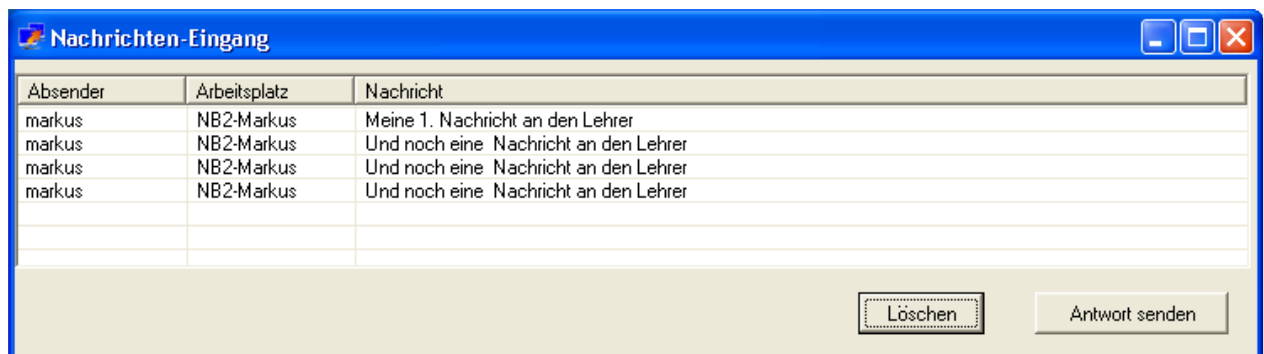 Nachrichten-Eingang
Absender Arbeitsplatz Nachricht
markus NB2-Markus Meine 1. Nachricht an den Lehrer
markus NB2-Markus Und noch eine  Nachricht an den Lehrer
markus NB2-Markus Und noch eine  Nachricht an den Lehrer
markus NB2-Markus Und noch eine  Nachricht an den Lehrer
Löschen Antwort senden